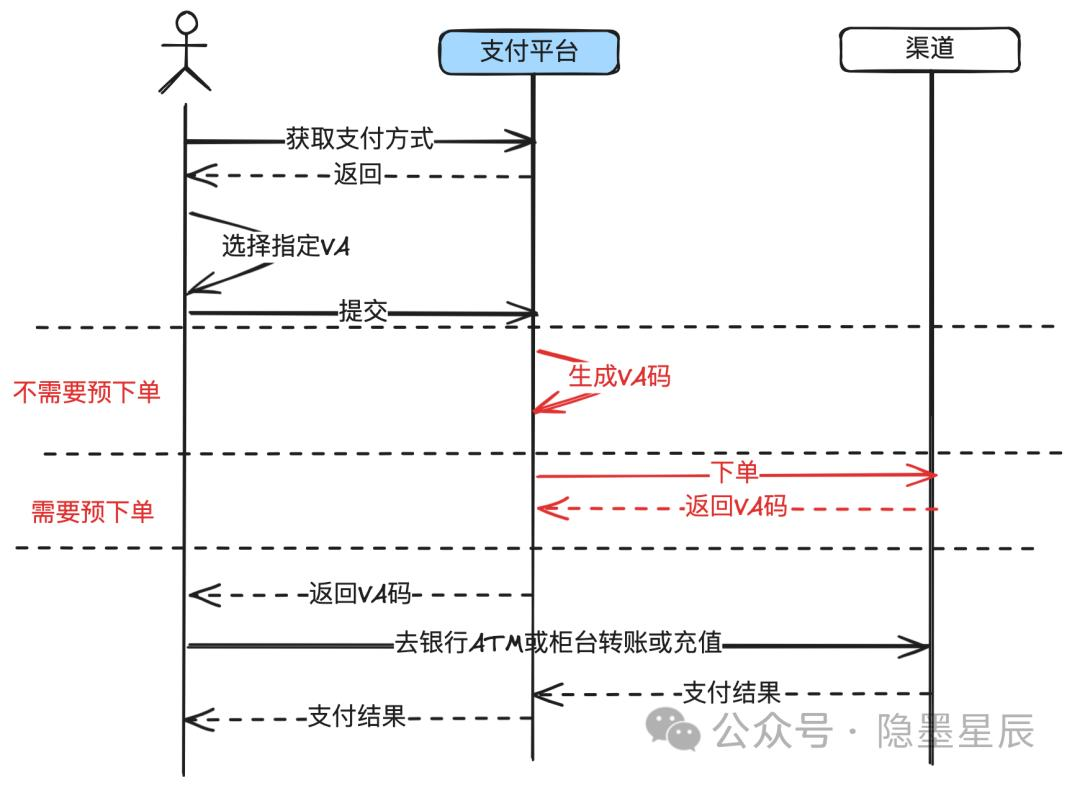 支付平台
渠道
获取支付方式
返回
选择指定VA
提交
生成VA码
不需要预下单
下单
返回VA码
需要预下单
返回VA码
去银行ATM或柜台转账或充值
支付结果
支付结果
公众号·隐墨星辰